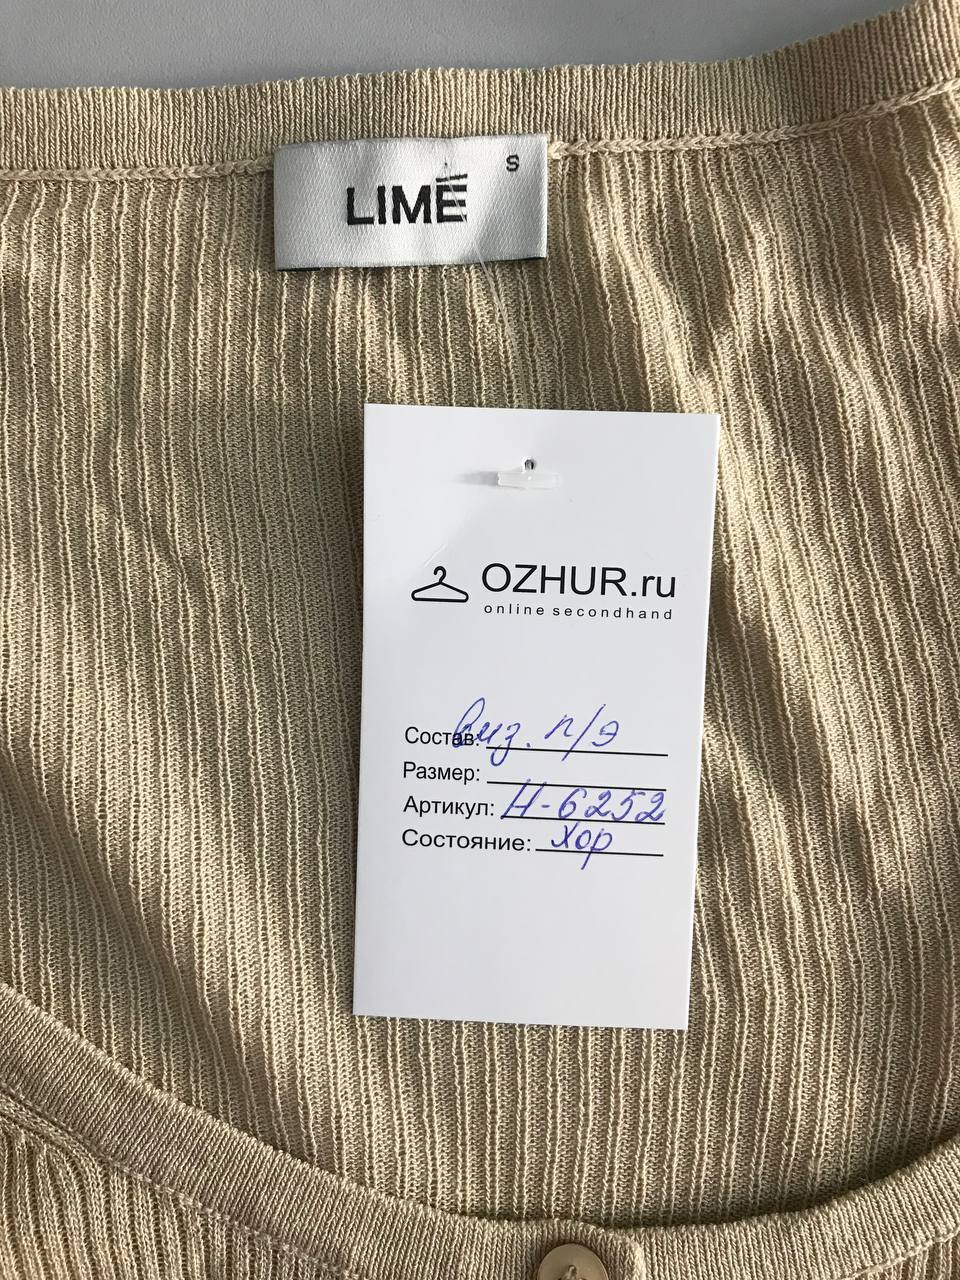 S
LIMÉ
OZHUR.ru
online secondhand
Состав: виз. п/э
Размер:
Артикул: Н-6252
Состояние: хор